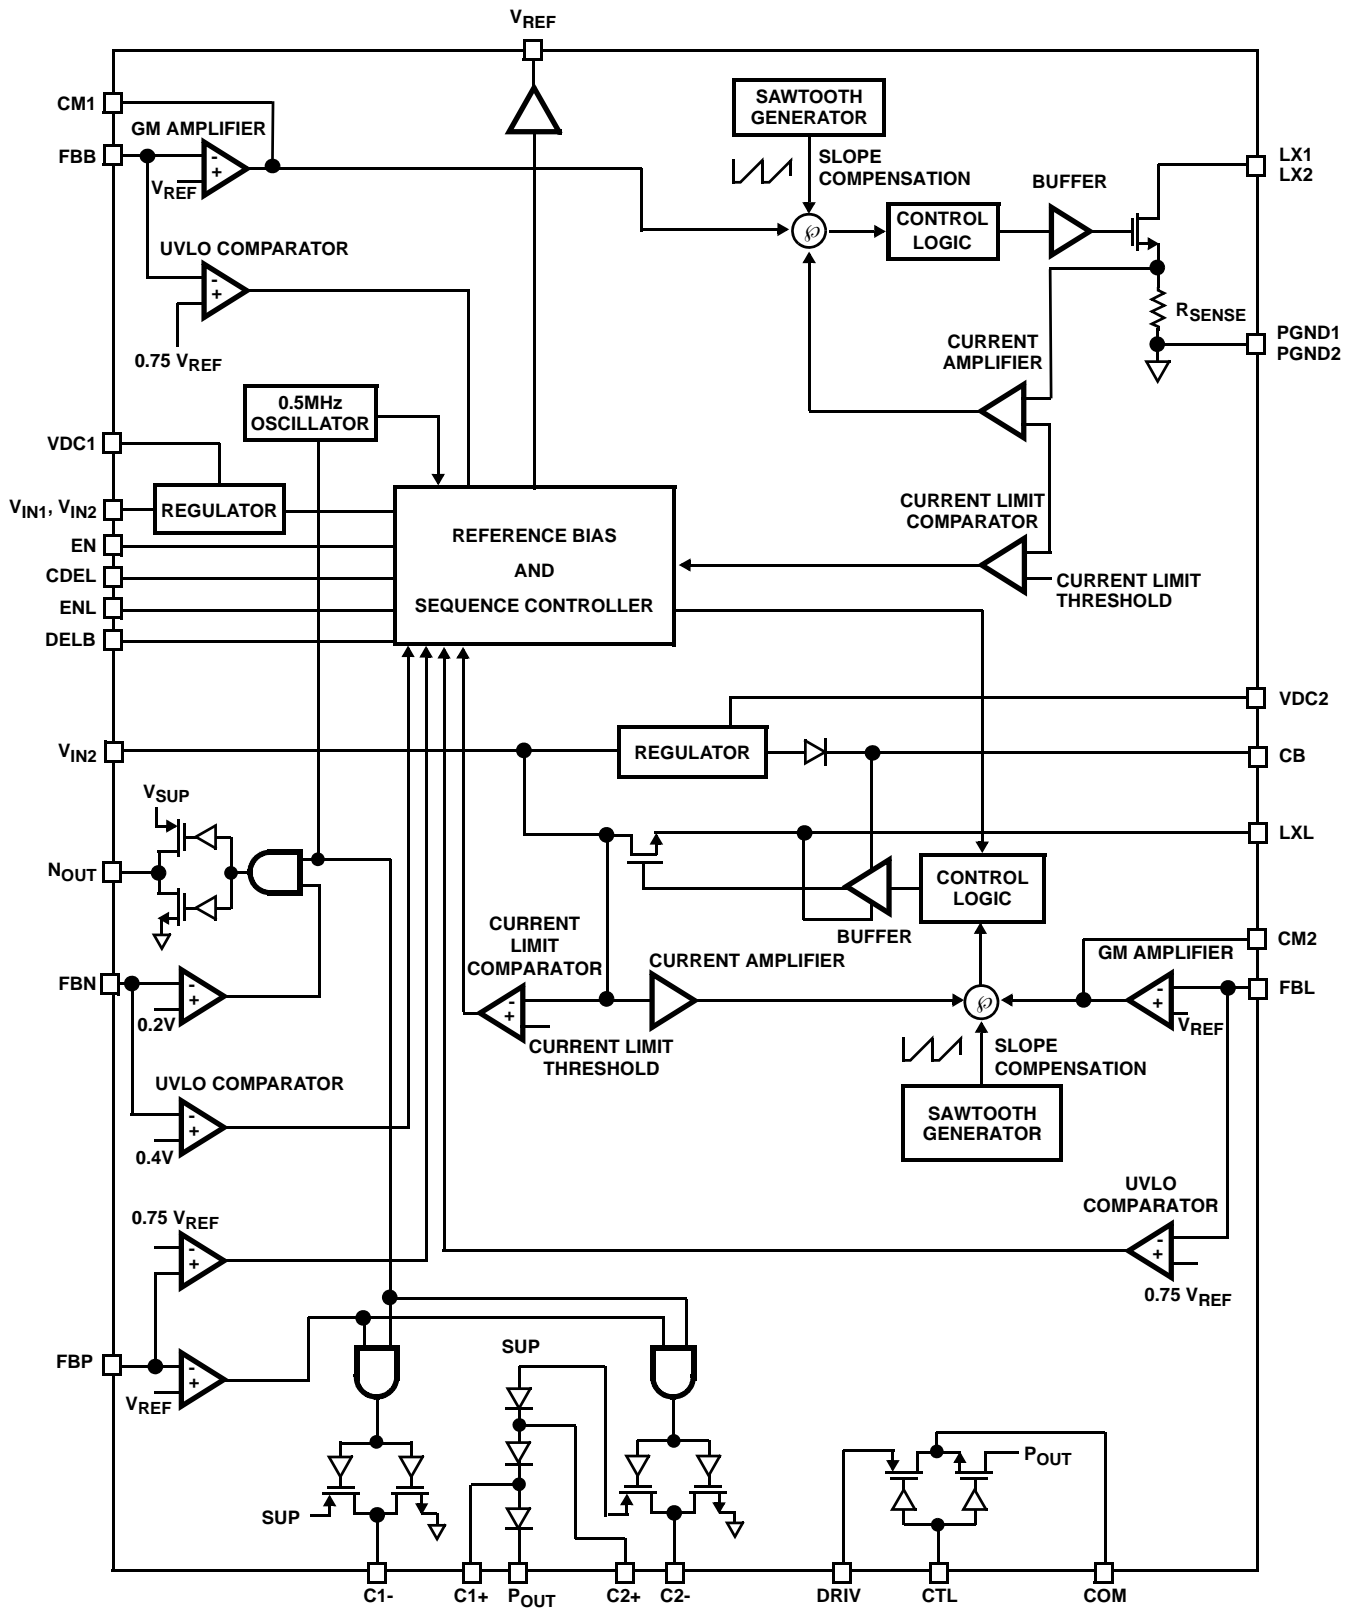 VREF
CM1
GM AMPLIFIER
FBB
-
+
VREF
SAWTOOTH
GENERATOR
SLOPE
COMPENSATION
BUFFER
LX1
LX2
CONTROL
LOGIC
℘
UVLO COMPARATOR
-
+
0.75 VREF
RSENSE
PGND1
PGND2
CURRENT
AMPLIFIER
0.5MHz
OSCILLATOR
VDC1
VIN1, VIN2
REGULATOR
EN
CDEL
ENL
DELB
REFERENCE BIAS
AND
SEQUENCE CONTROLLER
CURRENT LIMIT
COMPARATOR
CURRENT LIMIT
THRESHOLD
VDC2
VIN2
REGULATOR
CB
VSUP
LXL
NOUT
CONTROL
LOGIC
BUFFER
CURRENT
LIMIT
COMPARATOR
CURRENT AMPLIFIER
CM2
GM AMPLIFIER
FBN
-
+
0.2V
-
+
℘
-
+
FBL
VREF
CURRENT LIMIT
THRESHOLD
SLOPE
COMPENSATION
UVLO COMPARATOR
-
+
0.4V
SAWTOOTH
GENERATOR
UVLO
COMPARATOR
0.75 VREF
-
+
-
+
0.75 VREF
FBP
-
+
VREF
SUP
SUP
POUT
C1-
C1+
POUT
C2+
C2-
DRIV
CTL
COM